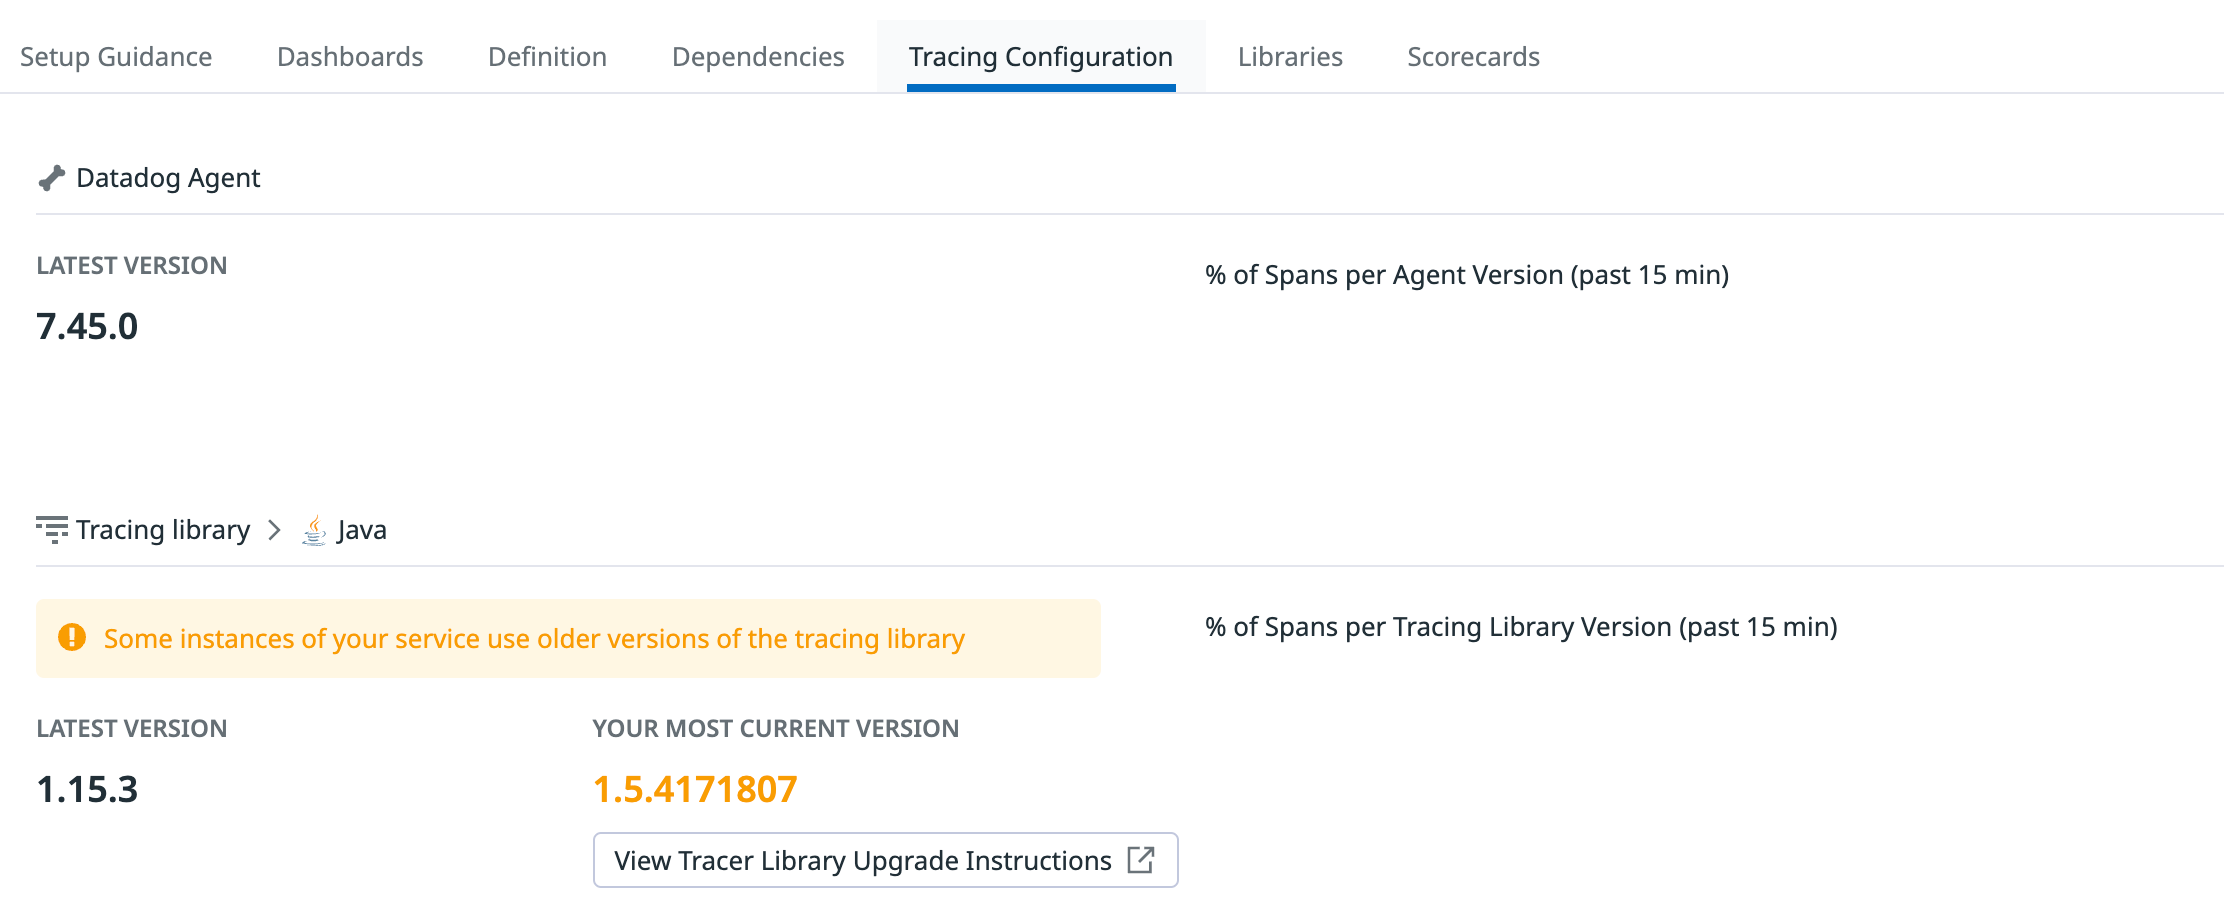 Setup Guidance Dashboards Definition Dependencies Tracing Configuration Libraries Scorecards
Datadog Agent
LATEST VERSION
7.45.0
% of Spans per Agent Version (past 15 min)
Tracing library > Java
Some instances of your service use older versions of the tracing library
% of Spans per Tracing Library Version (past 15 min)
LATEST VERSION
1.15.3
YOUR MOST CURRENT VERSION
1.5.4171807
View Tracer Library Upgrade Instructions